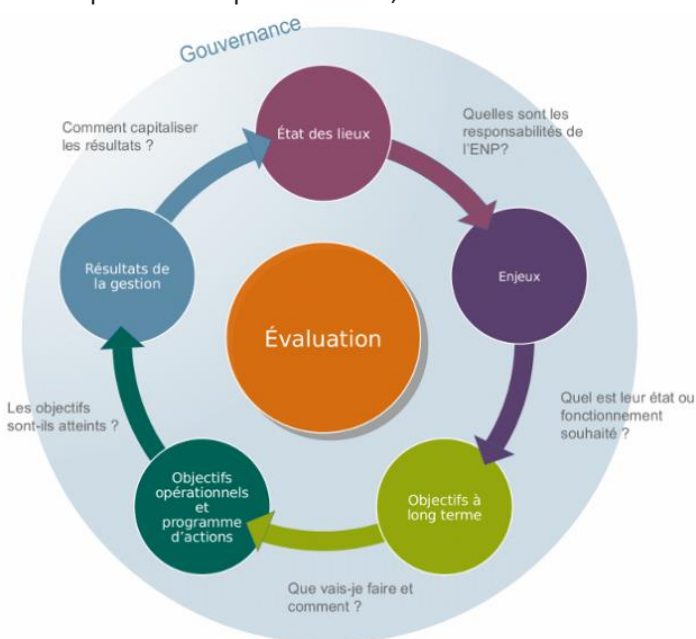 Gouvernance
État des lieux
Quelles sont les
responsabilités de
l'ENP?
Enjeux
Quel est leur état ou
fonctionnement
souhaité ?
Objectifs à
long terme
Que vais-je faire et
comment ?
Objectifs
opérationnels
et
programme
d'actions
Les objectifs
sont-ils atteints ?
Résultats de
la gestion
Comment capitaliser
les résultats ?
Évaluation